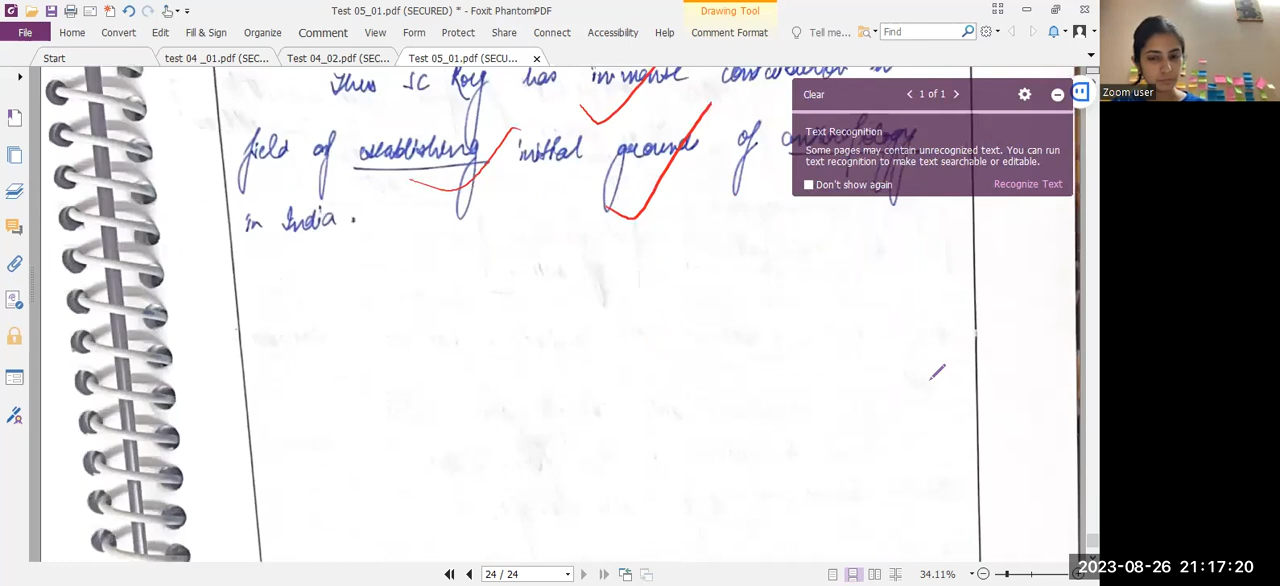 Test 05_01.pdf (SECURED) * - Foxit PhantomPDF
Drawing Tool
File Home Convert Edit Fill & Sign Organize Comment View Form Protect Share Connect Accessibility Help Comment Format Tell me... Find
Start test 04 _01.pdf (SEC... Test 04_02.pdf (SECU... Test 05_01.pdf (SECU...
Zoom user
Clear 1 of 1
Text Recognition
Some pages may contain unrecognized text. You can run
text recognition to make text searchable or editable.
Don't show again Recognize Text
Thus SC Roy has immense
field of establishing initial ground of
in India .
24 / 24
34.11%
2023-08-26 21:17:20